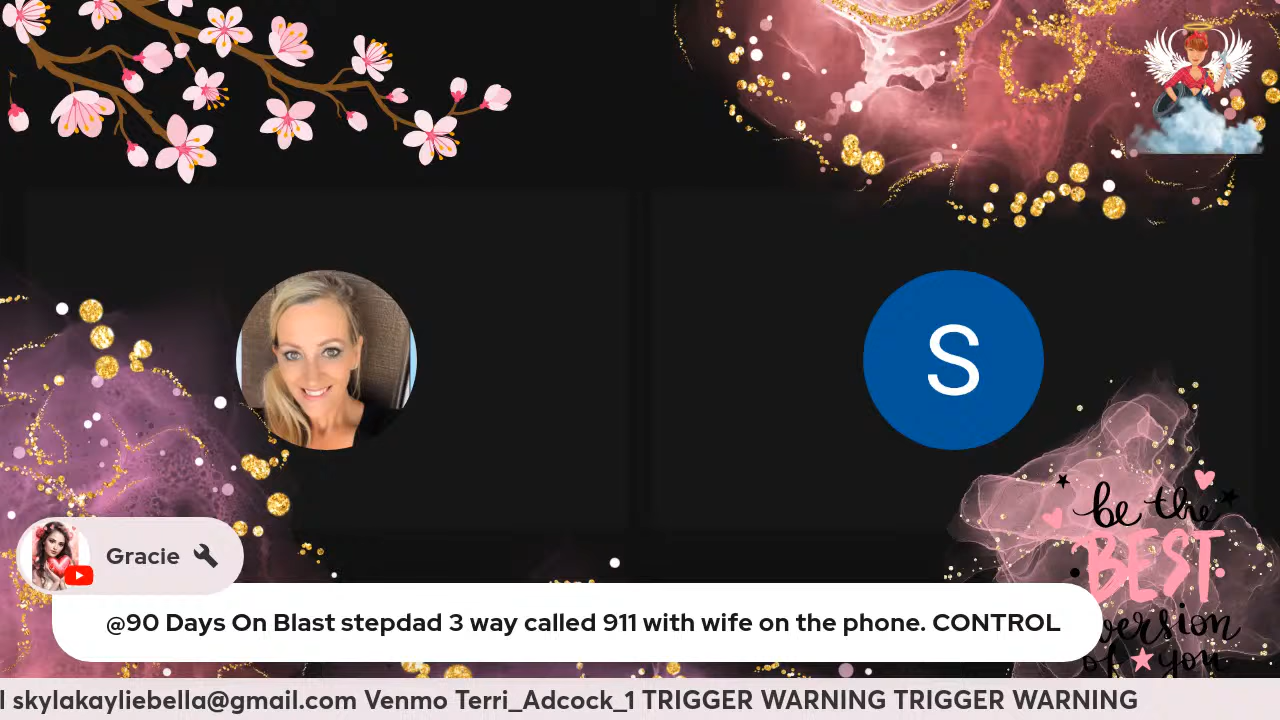 S
be the
BEST
version
of you
Gracie
@90 Days On Blast stepdad 3 way called 911 with wife on the phone. CONTROL
l skylakayliebella@gmail.com Venmo Terri_Adcock_1 TRIGGER WARNING TRIGGER WARNING